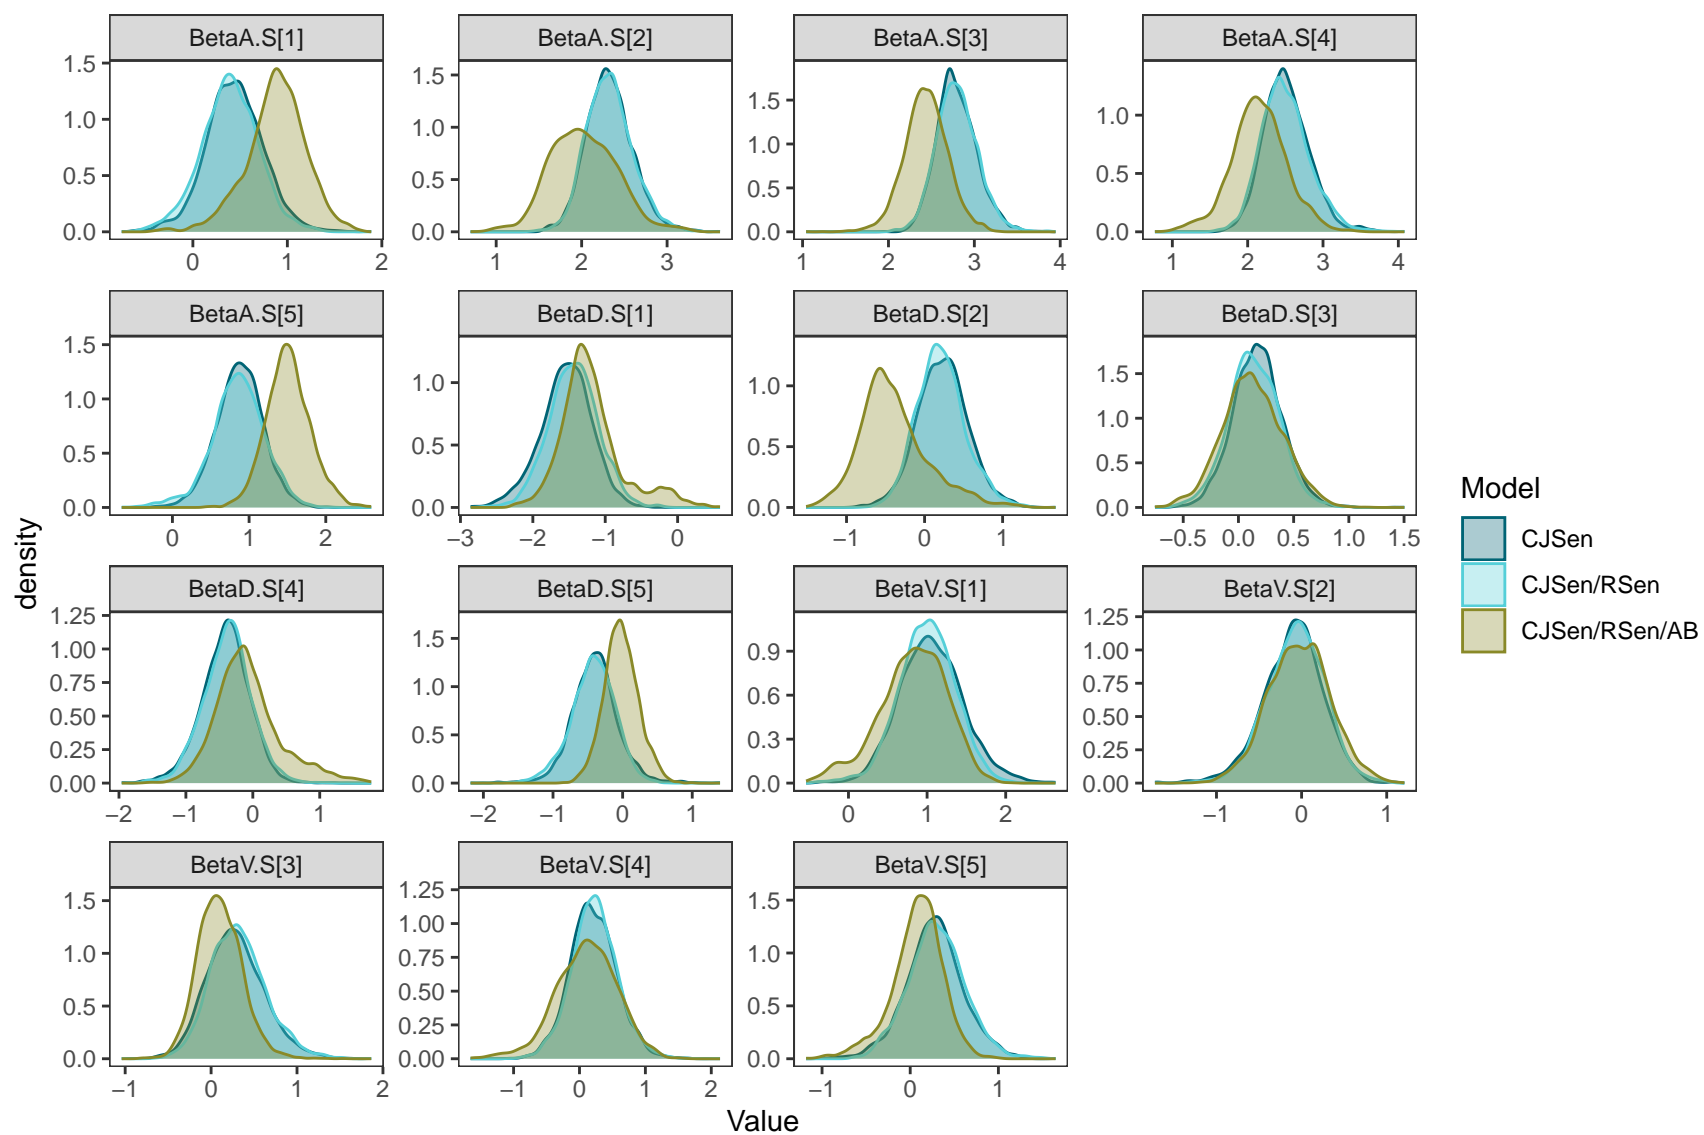 BetaA.S[1] BetaA.S[2] BetaA.S[3] BetaA.S[4]
1.5 1.0 0.5 0.0
0 1 2
1.5 1.0 0.5 0.0
1 2 3
1.5 1.0 0.5 0.0
1 2 3 4
1.0 0.5 0.0
1 2 3 4
BetaA.S[5] BetaD.S[1] BetaD.S[2] BetaD.S[3]
1.5 1.0 0.5 0.0
0 1 2
1.0 0.5 0.0
−3 −2 −1 0
1.0 0.5 0.0
−1 0 1
1.5 1.0 0.5 0.0
−0.5 0.0 0.5 1.0 1.5
BetaD.S[4] BetaD.S[5] BetaV.S[1] BetaV.S[2]
1.25 1.00 0.75 0.50 0.25 0.00
−2 −1 0 1
1.5 1.0 0.5 0.0
−2 −1 0 1
0.9 0.6 0.3 0.0
0 1 2
1.25 1.00 0.75 0.50 0.25 0.00
−1 0 1
BetaV.S[3] BetaV.S[4] BetaV.S[5]
1.5 1.0 0.5 0.0
−1 0 1 2
1.25 1.00 0.75 0.50 0.25 0.00
−1 0 1 2
1.5 1.0 0.5 0.0
−1 0 1
density
Value
Model
CJSen
CJSen/RSen
CJSen/RSen/AB